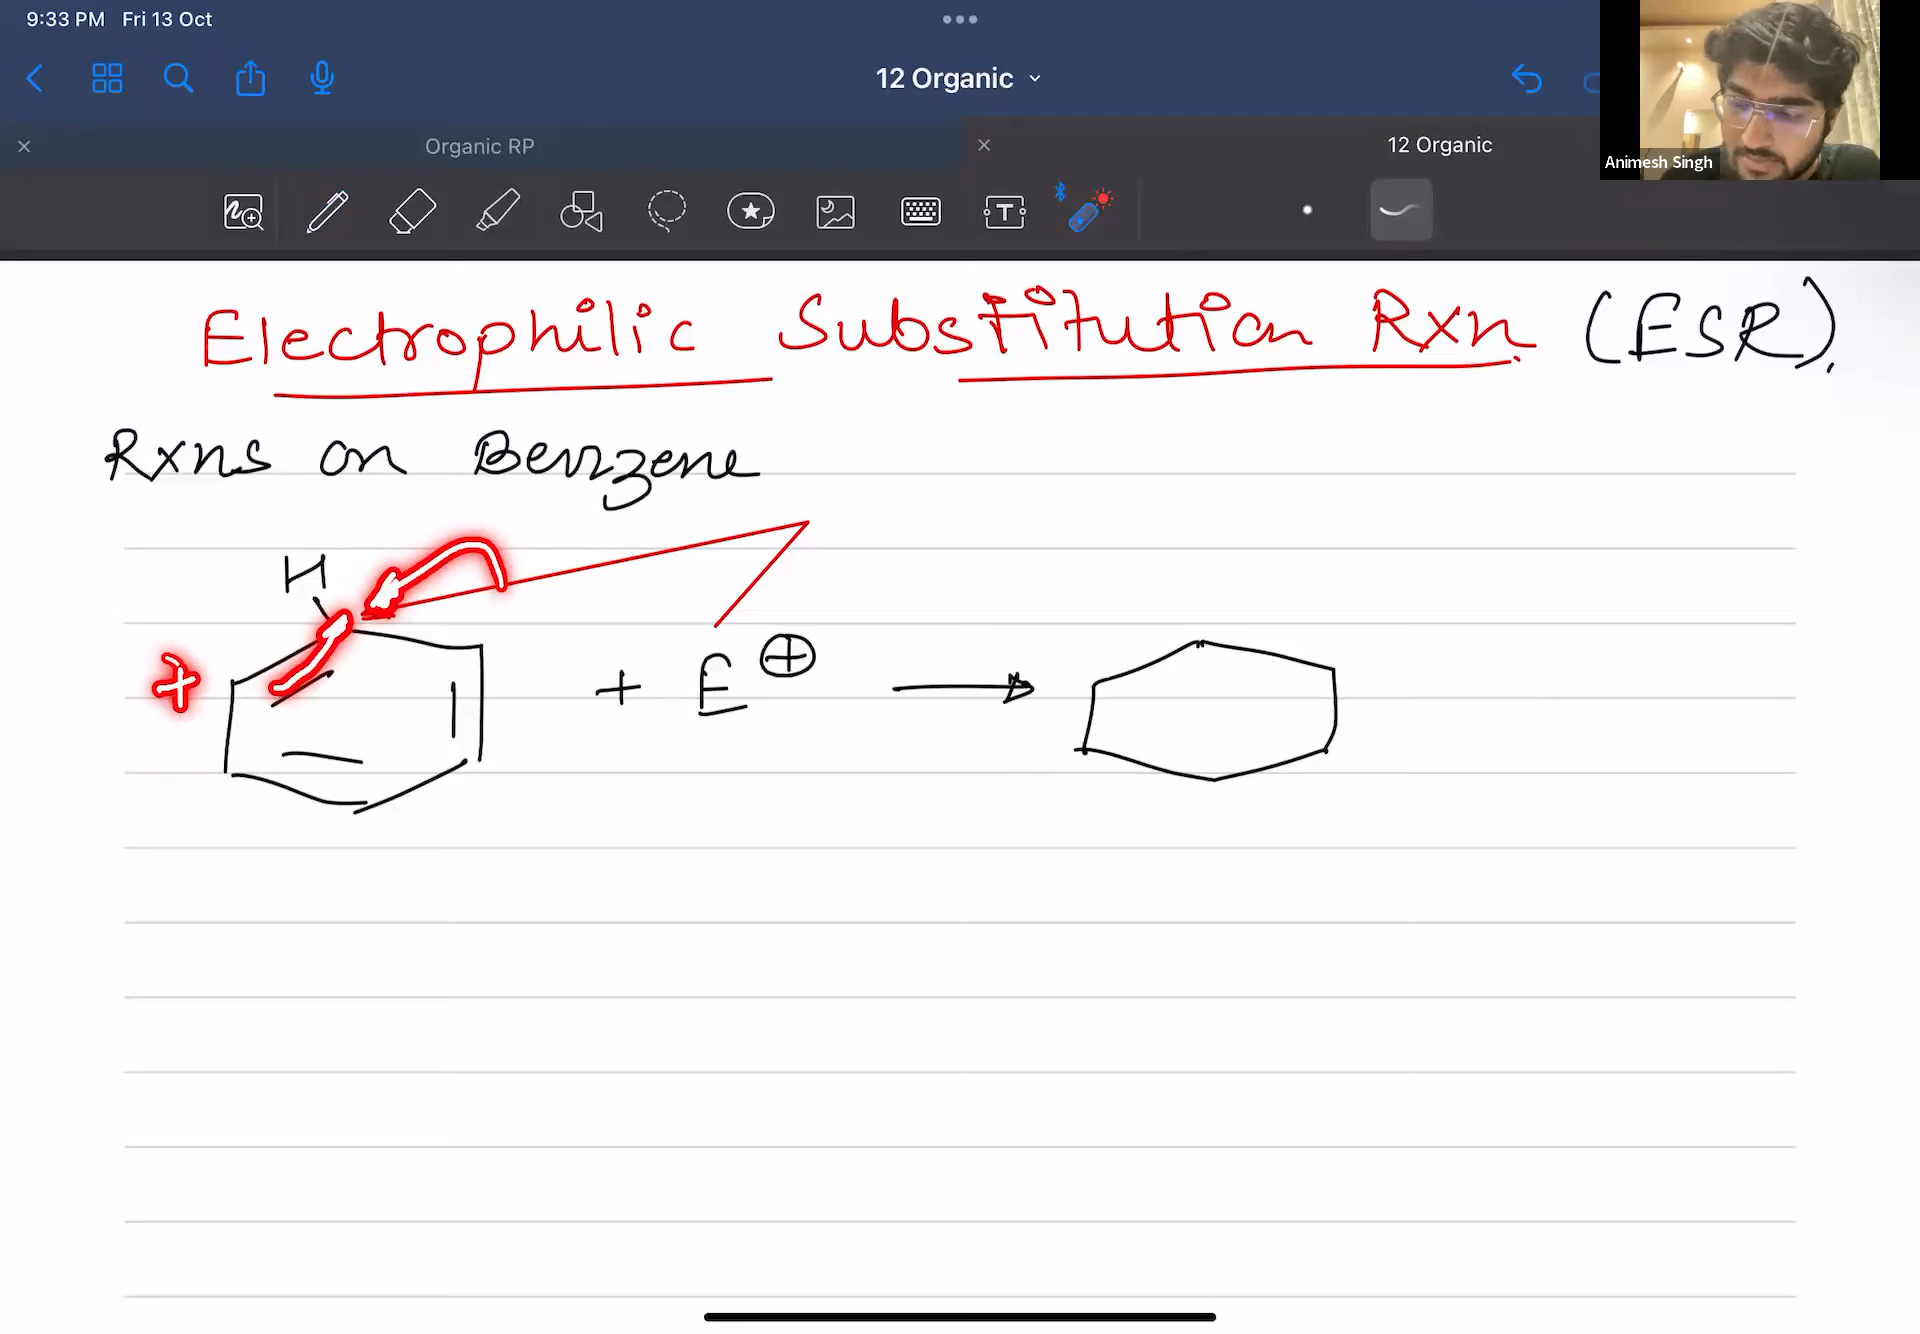 9:33 PM Fri 13 Oct
12 Organic
Organic RP
12 Organic
Animesh Singh
T
Electrophilic Substitution Rxn (ESR).
Rxns on Benzene
H
+ + E ⊕